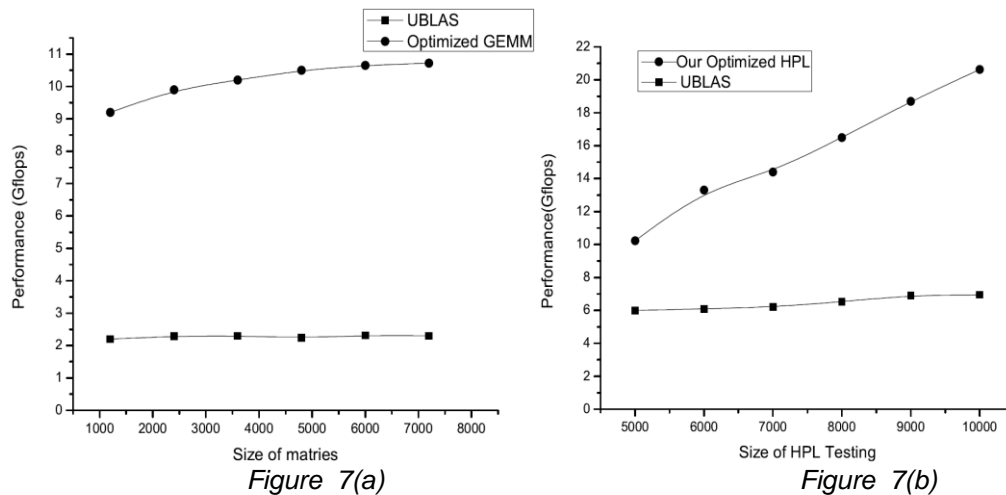 UBLAS
Optimized GEMM
11
10
9
8
7
6
5
4
3
2
1
0
Performance (Gflops)
1000 2000 3000 4000 5000 6000 7000 8000
Size of matries
Figure 7(a)
Our Optimized HPL
UBLAS
22
20
18
16
14
12
10
8
6
4
2
0
Performance(Gflops)
5000 6000 7000 8000 9000 10000
Size of HPL Testing
Figure 7(b)